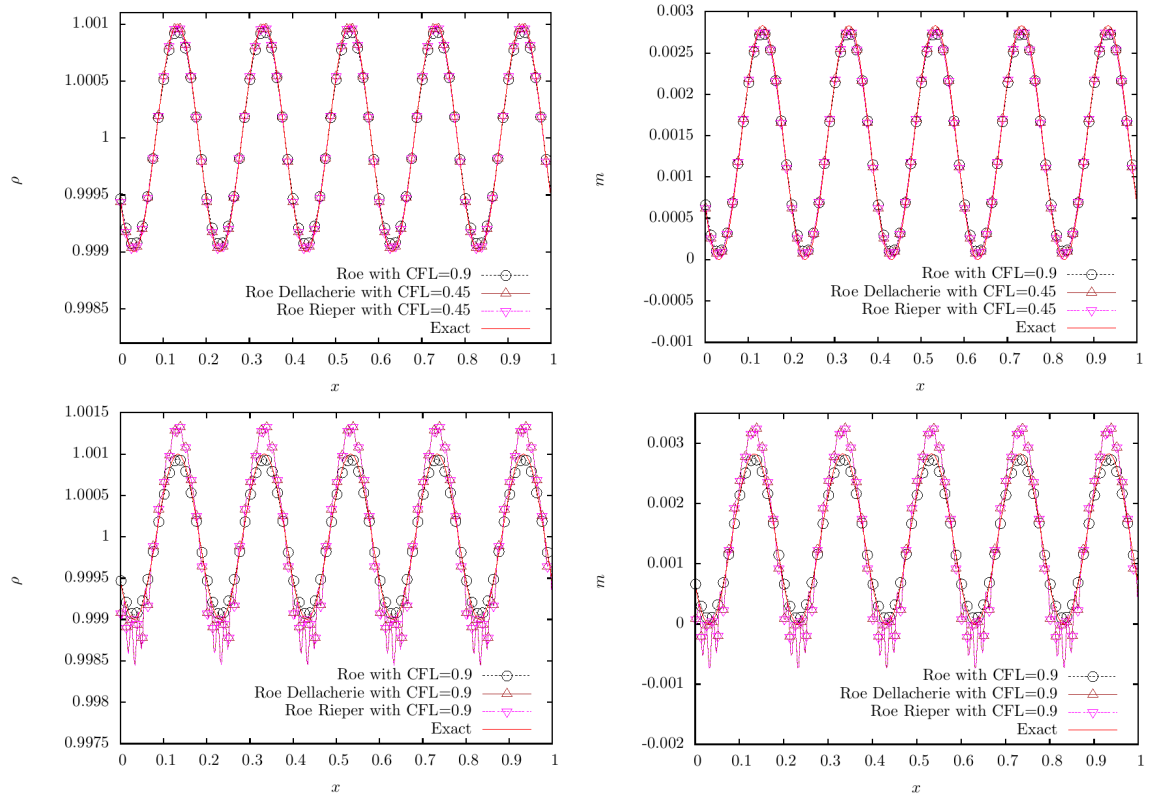 1.001
1.0005
1
0.9995
0.999
0.9985
ρ
Roe with CFL=0.9
Roe Dellacherie with CFL=0.45
Roe Rieper with CFL=0.45
Exact
0 0.1 0.2 0.3 0.4 0.5 0.6 0.7 0.8 0.9 1
x
0.003
0.0025
0.002
0.0015
0.001
0.0005
0
-0.0005
-0.001
m
Roe with CFL=0.9
Roe Dellacherie with CFL=0.45
Roe Rieper with CFL=0.45
Exact
0 0.1 0.2 0.3 0.4 0.5 0.6 0.7 0.8 0.9 1
x
1.0015
1.001
1.0005
1
0.9995
0.999
0.9985
0.998
0.9975
ρ
Roe with CFL=0.9
Roe Dellacherie with CFL=0.9
Roe Rieper with CFL=0.9
Exact
0 0.1 0.2 0.3 0.4 0.5 0.6 0.7 0.8 0.9 1
x
0.003
0.002
0.001
0
-0.001
-0.002
m
Roe with CFL=0.9
Roe Dellacherie with CFL=0.9
Roe Rieper with CFL=0.9
Exact
0 0.1 0.2 0.3 0.4 0.5 0.6 0.7 0.8 0.9 1
x